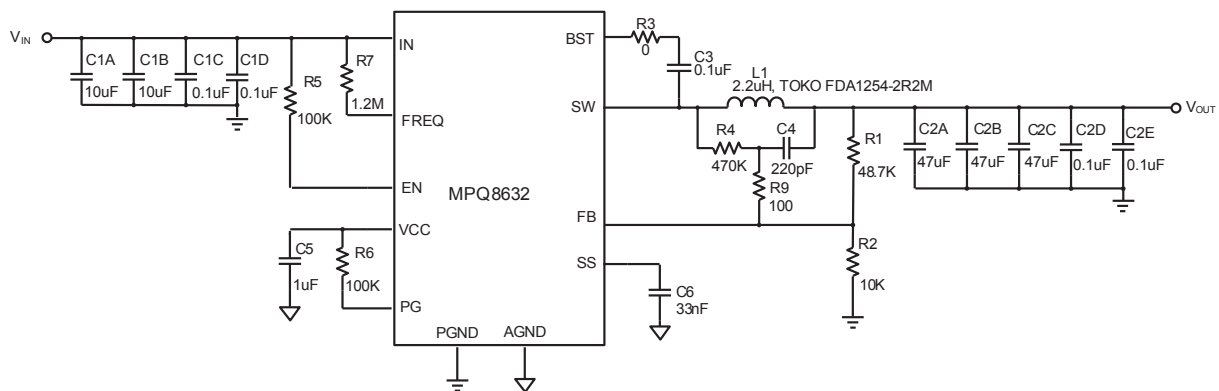 R3
BST
0
C3
0.1uF
L1
2.2uH, TOKO FDA1254-2R2M
VIN
C1A
C1B
C1C
C1D
10uF
10uF
0.1uF
0.1uF
R5
100K
R7
1.2M
IN
FREQ
EN
MPQ8632
SW
VOUT
R4
470K
C4
220pF
R9
100
R1
48.7K
C2A
C2B
C2C
C2D
C2E
47uF
47uF
47uF
0.1uF
0.1uF
VCC
C5
1uF
R6
100K
PG
FB
R2
10K
SS
C6
33nF
PGND
AGND